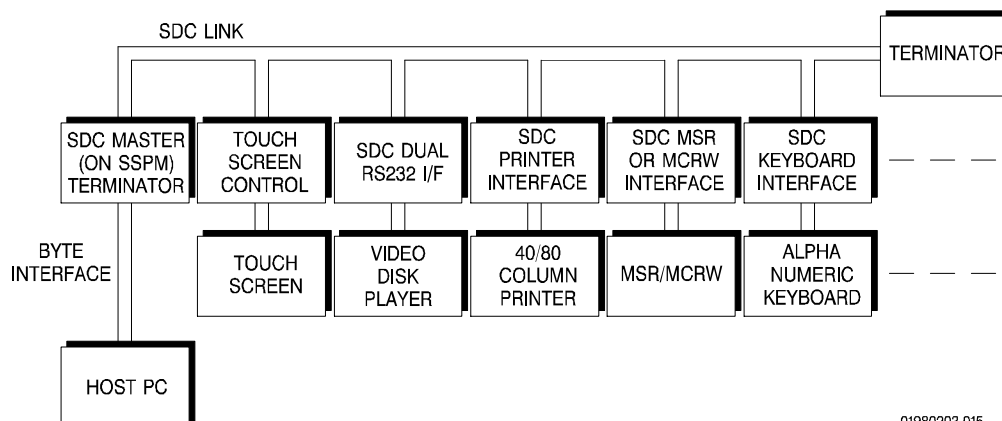 SDC LINK
TERMINATOR
SDC MASTER
(ON SSPM)
TERMINATOR
TOUCH
SCREEN
CONTROL
SDC DUAL
RS232 I/F
SDC
PRINTER
INTERFACE
SDC MSR
OR MCRW
INTERFACE
SDC
KEYBOARD
INTERFACE
BYTE
INTERFACE
TOUCH
SCREEN
VIDEO
DISK
PLAYER
40/80
COLUMN
PRINTER
MSR/MCRW
ALPHA
NUMERIC
KEYBOARD
HOST PC
01980203.015